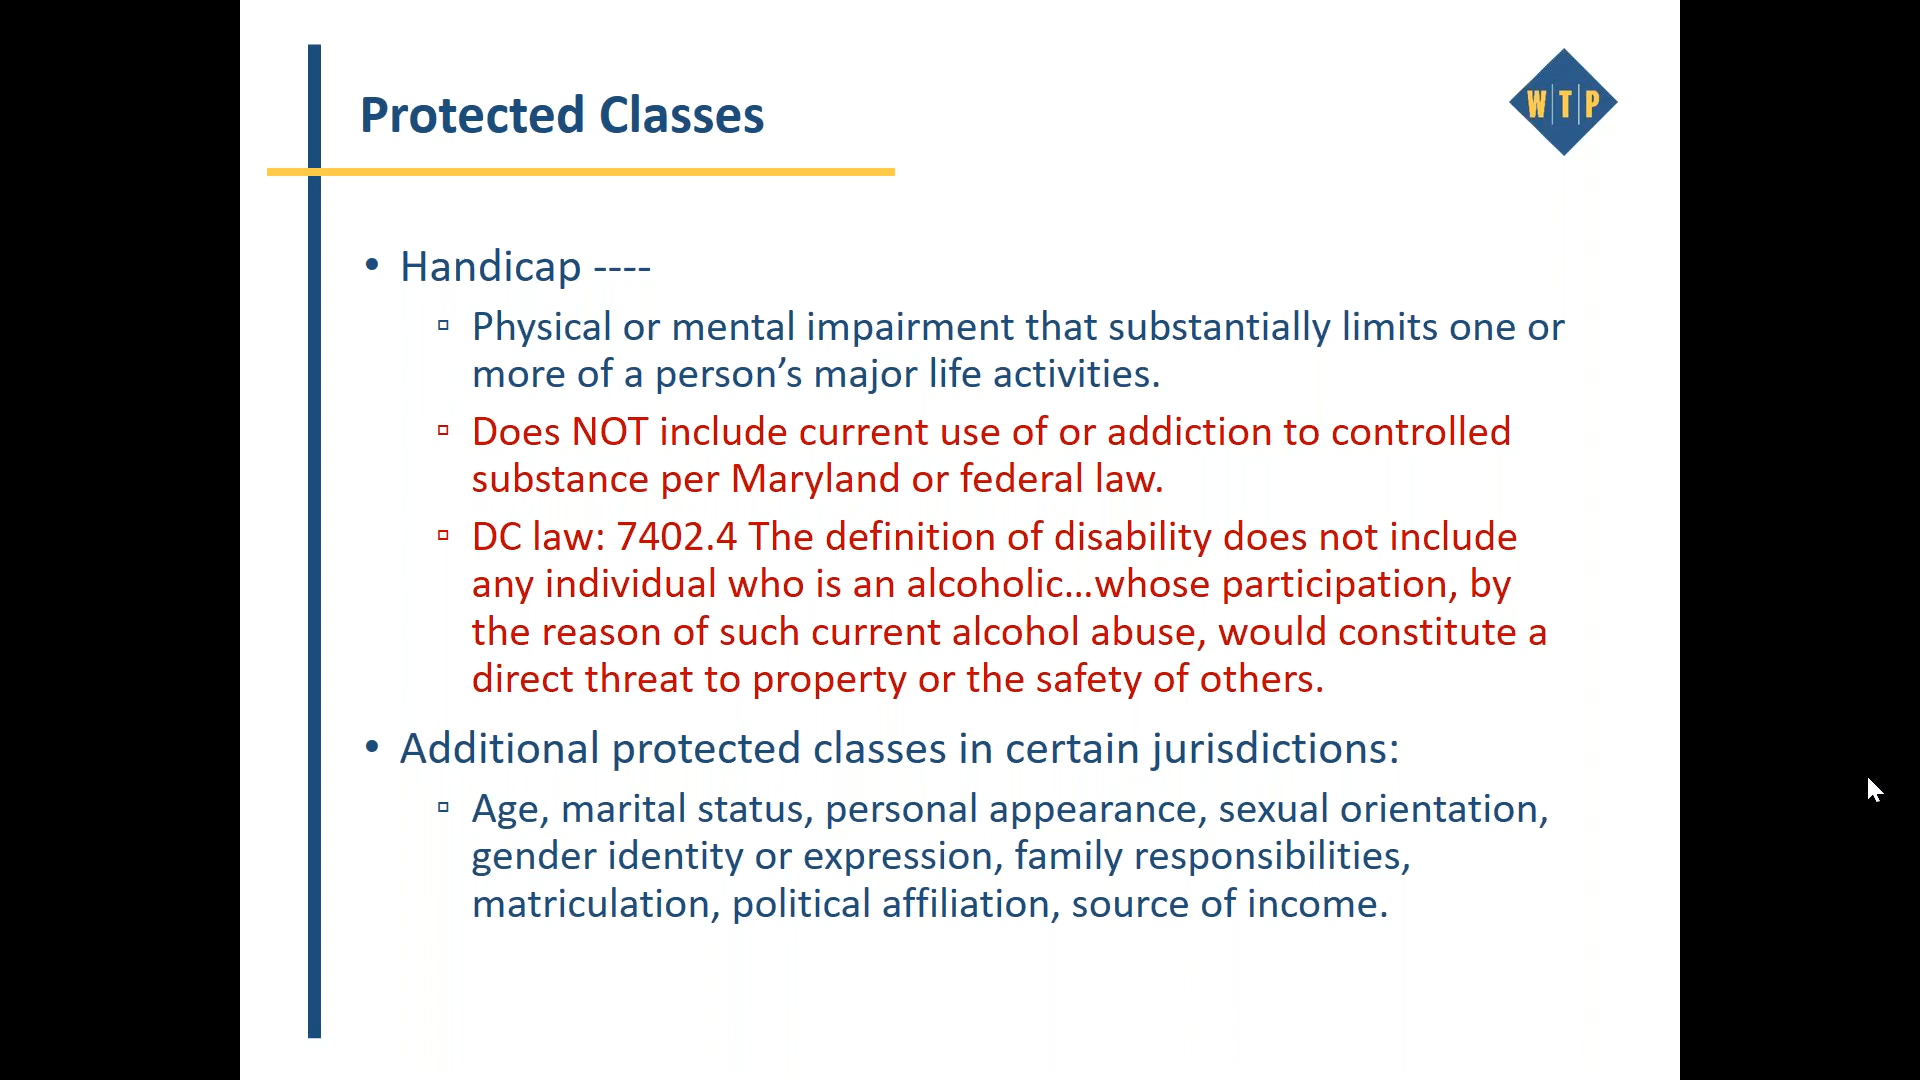 Protected Classes
W|T|P
• Handicap ----
▫ Physical or mental impairment that substantially limits one or
more of a person’s major life activities.
▫ Does NOT include current use of or addiction to controlled
substance per Maryland or federal law.
▫ DC law: 7402.4 The definition of disability does not include
any individual who is an alcoholic…whose participation, by
the reason of such current alcohol abuse, would constitute a
direct threat to property or the safety of others.
• Additional protected classes in certain jurisdictions:
▫ Age, marital status, personal appearance, sexual orientation,
gender identity or expression, family responsibilities,
matriculation, political affiliation, source of income.